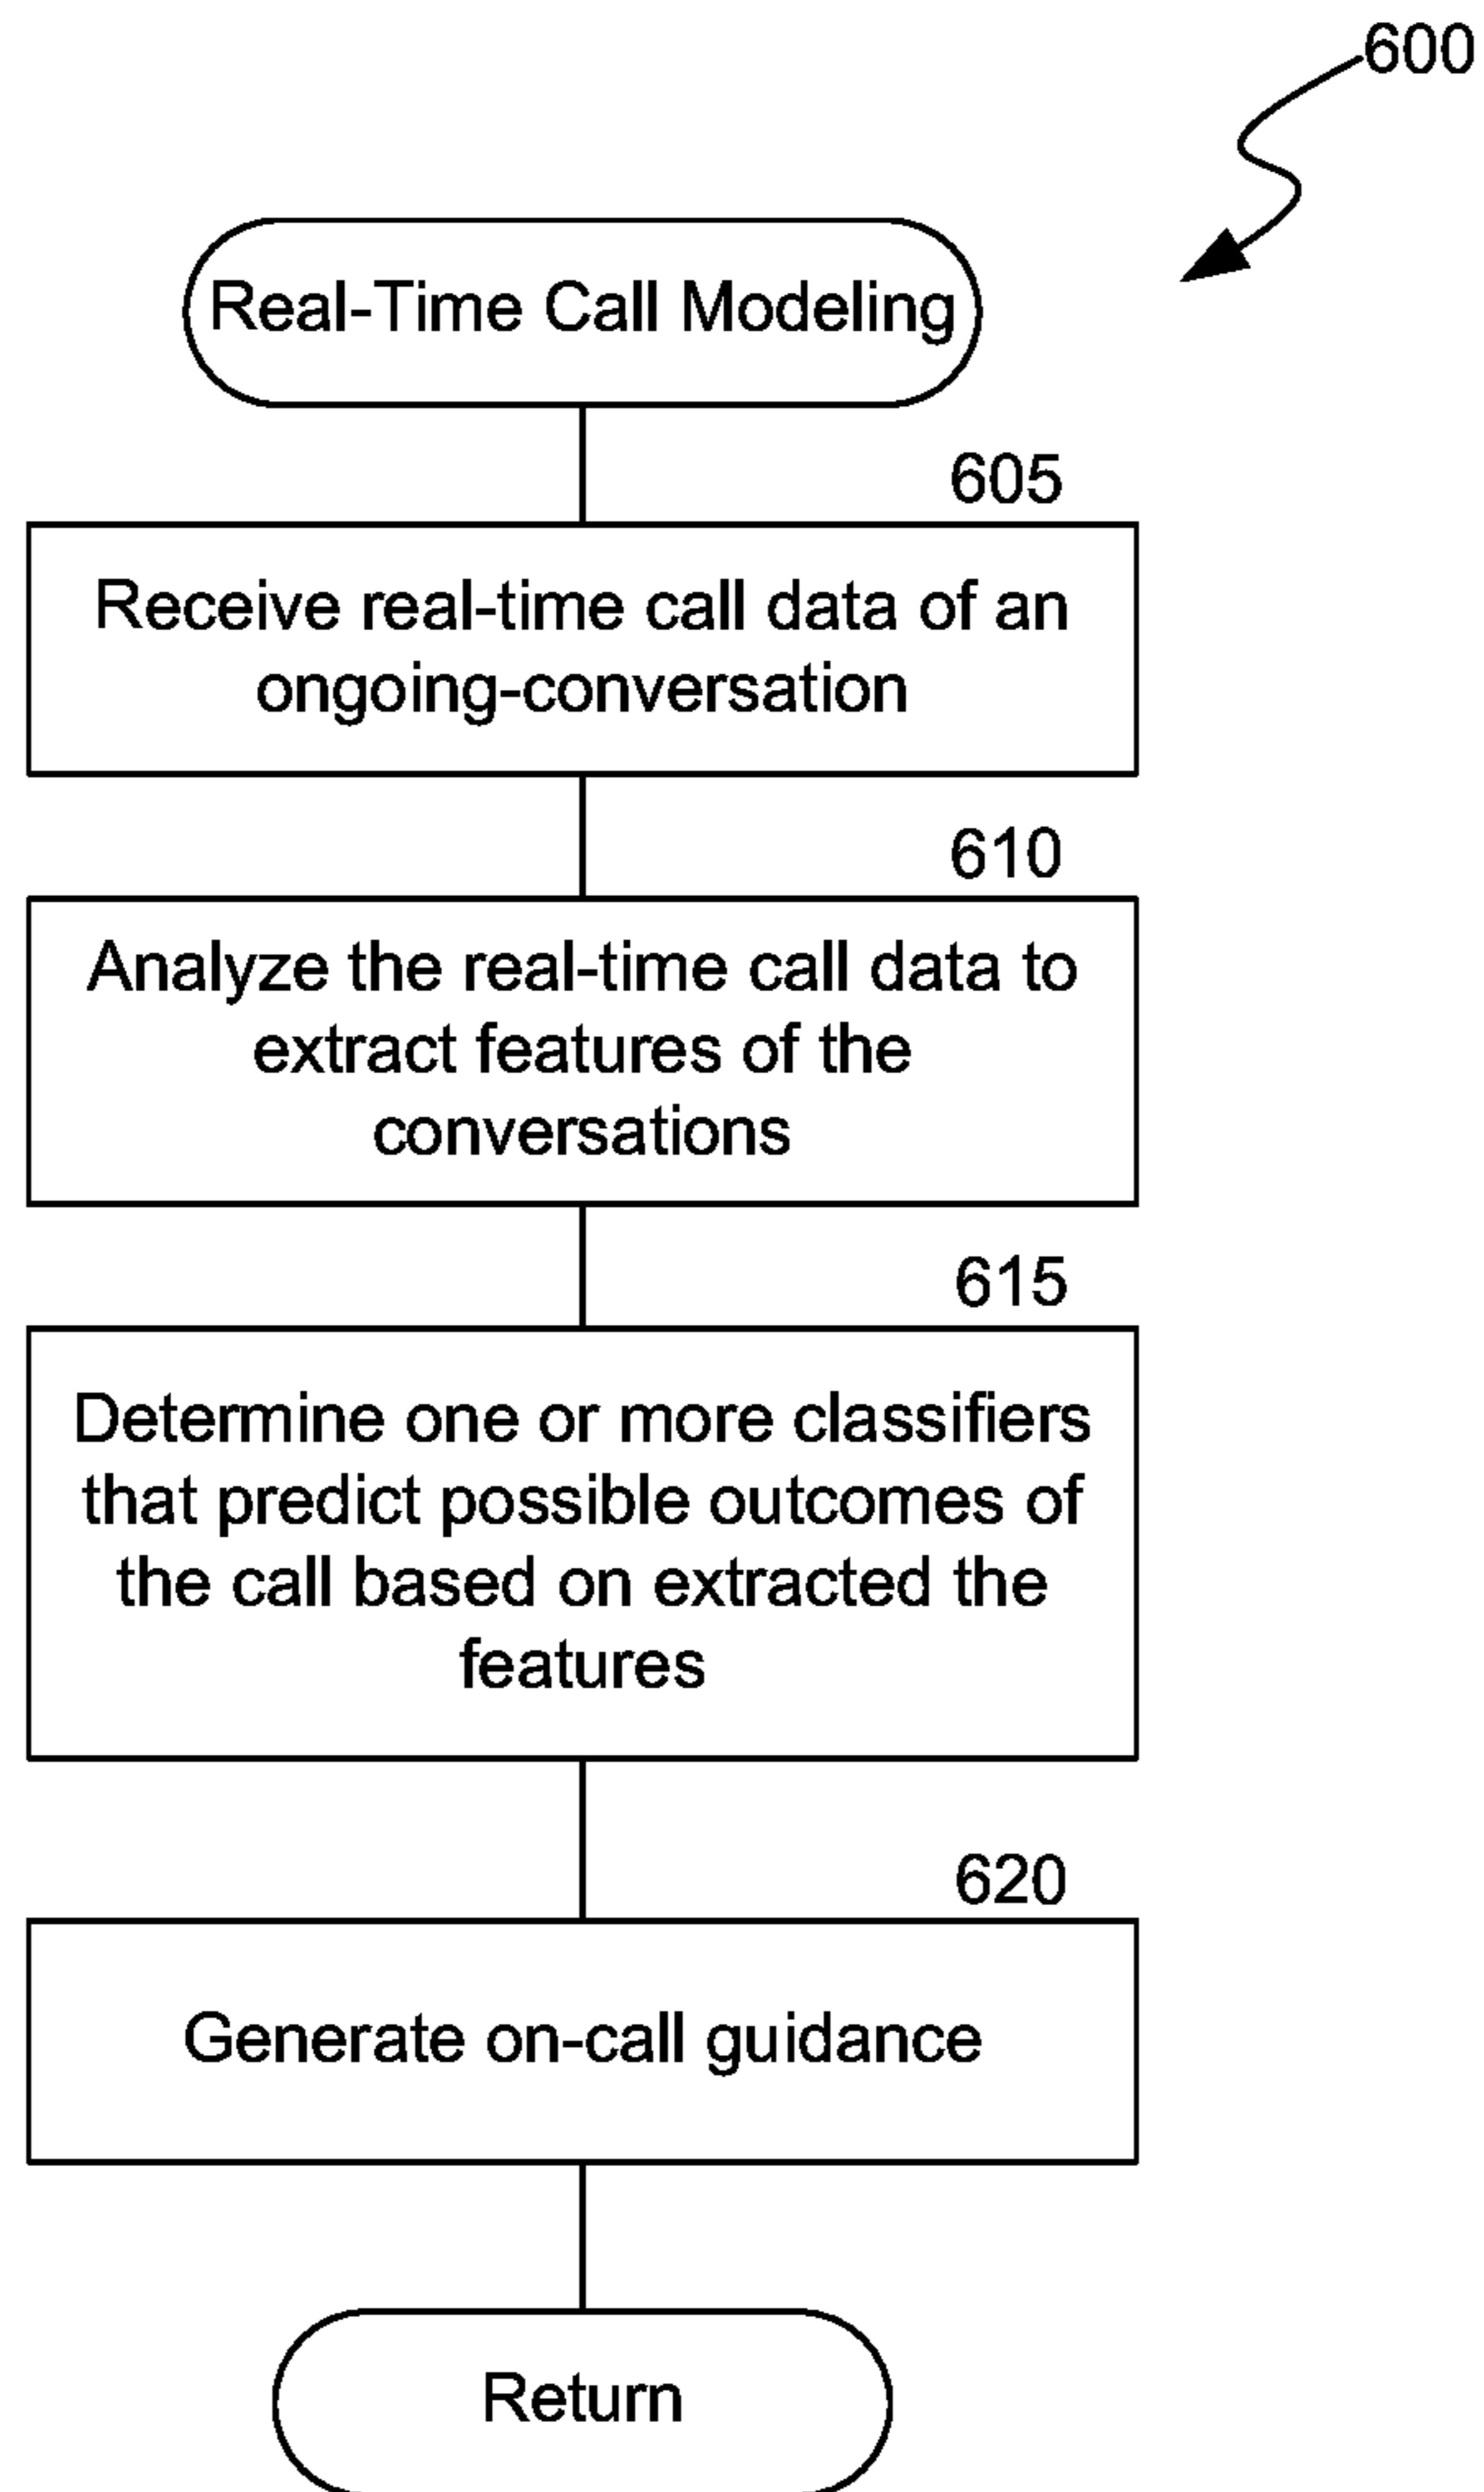 600
Real-Time Call Modeling
605
Receive real-time call data of an
ongoing-conversation
610
Analyze the real-time call data to
extract features of the
conversations
615
Determine one or more classifiers
that predict possible outcomes of
the call based on extracted the
features
620
Generate on-call guidance
Return